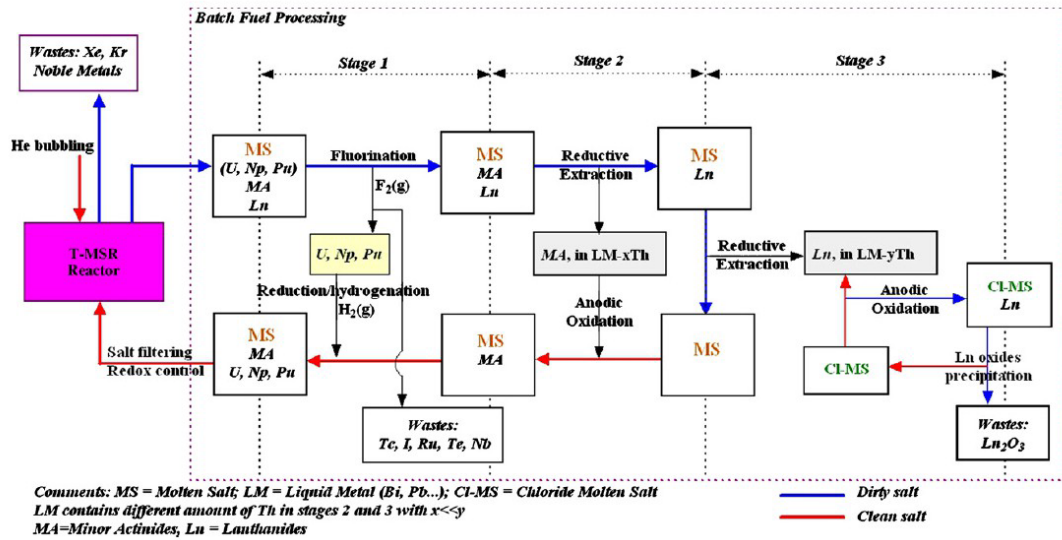 Batch Fuel Processing
Wastes: Xe, Kr
Noble Metals
Stage 1
Stage 2
Stage 3
He bubbling
MS
(U, Np, Pu)
MA
Ln
Fluorination
F2(g)
MS
MA
Ln
Reductive
Extraction
MS
Ln
T-MSR
Reactor
U, Np, Pu
MA, in LM-xTh
Reductive
Extraction
Ln, in LM-yTh
Reduction/hydrogenation
H2(g)
Anodic
Oxidation
Anodic
Oxidation
Cl-MS
Ln
Salt filtering
Redox control
MS
MA
U, Np, Pu
MS
MA
MS
Cl-MS
Ln oxides
precipitation
Wastes:
Tc, I, Ru, Te, Nb
Wastes:
Ln2O3
Comments: MS = Molten Salt; LM = Liquid Metal (Bi, Pb...); Cl-MS = Chloride Molten Salt
LM contains different amount of Th in stages 2 and 3 with x<<y
MA=Minor Actinides, Ln = Lanthanides
Dirty salt
Clean salt